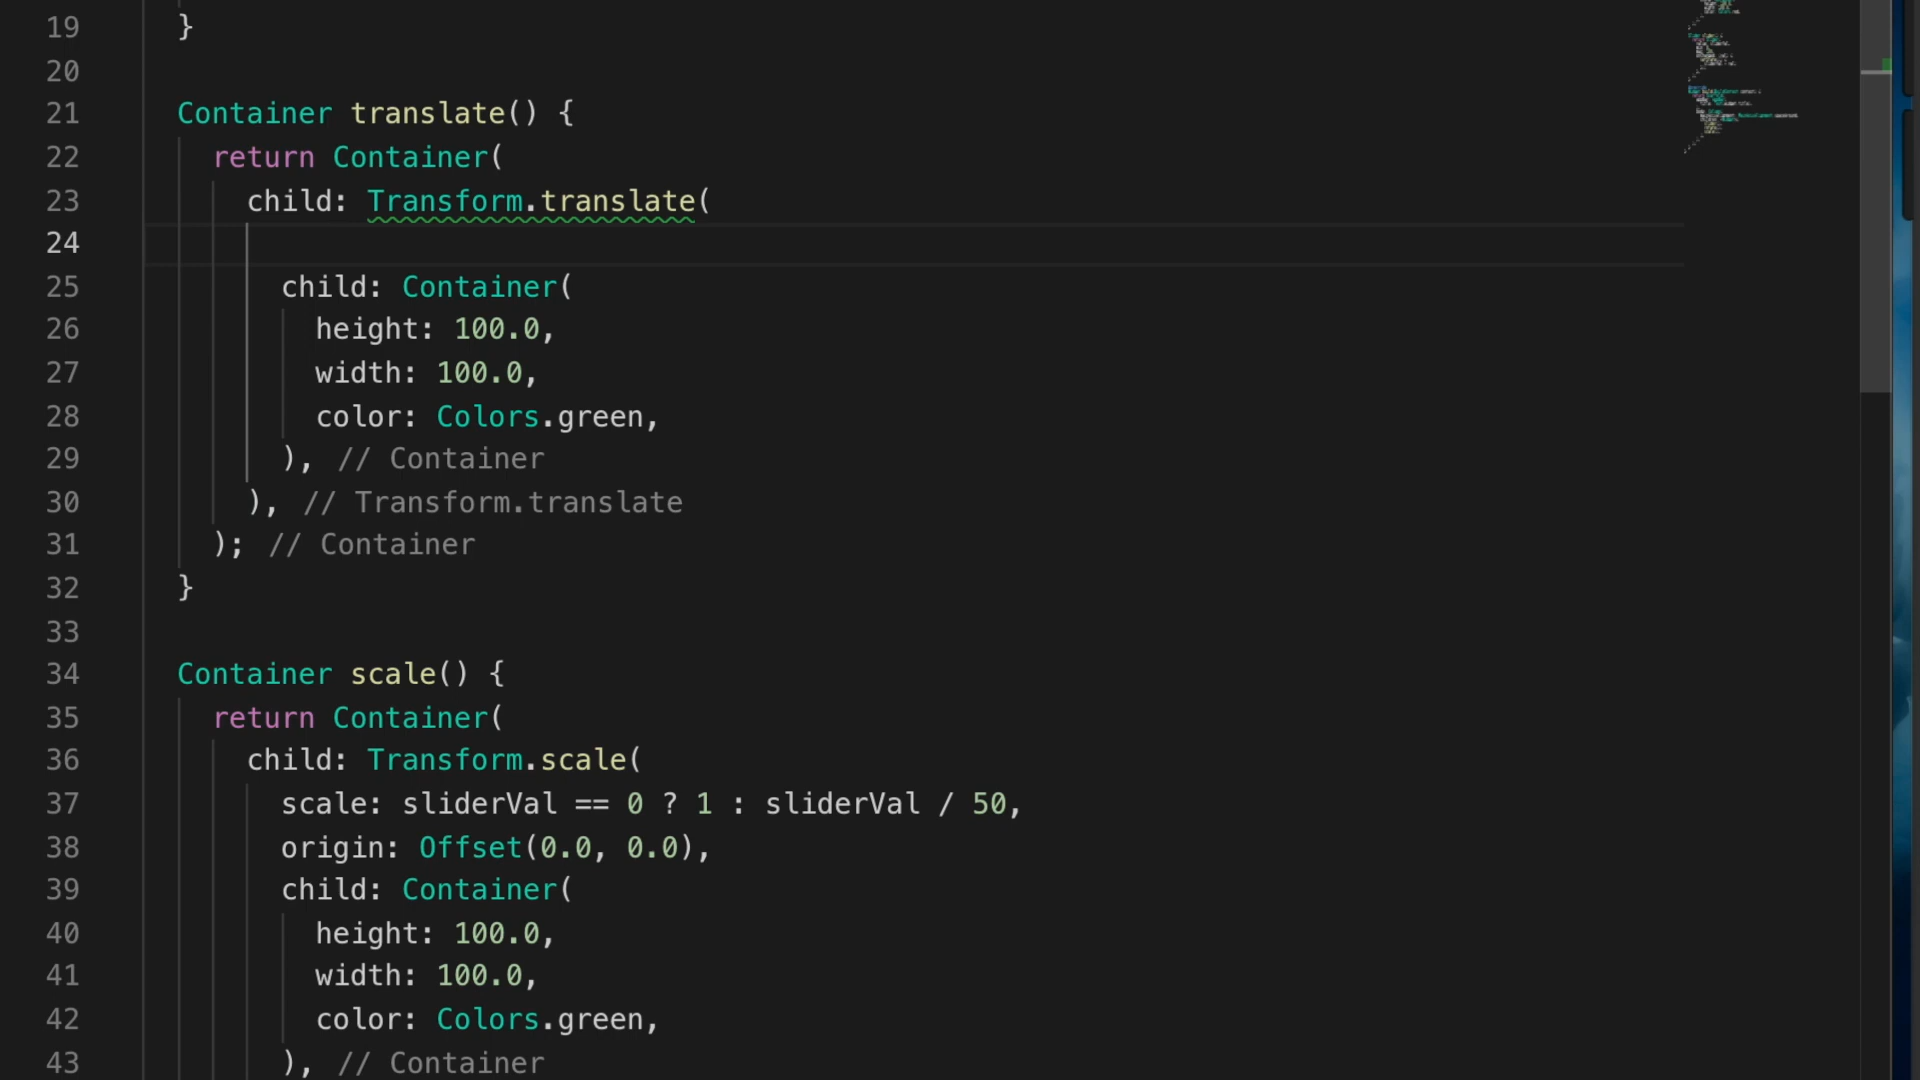 19 }
20
21 Container translate() {
22 return Container(
23 child: Transform.translate(
24
25 child: Container(
26 height: 100.0,
27 width: 100.0,
28 color: Colors.green,
29 ), // Container
30 ), // Transform.translate
31 ); // Container
32 }
33
34 Container scale() {
35 return Container(
36 child: Transform.scale(
37 scale: sliderVal == 0 ? 1 : sliderVal / 50,
38 origin: Offset(0.0, 0.0),
39 child: Container(
40 height: 100.0,
41 width: 100.0,
42 color: Colors.green,
43 ), // Container